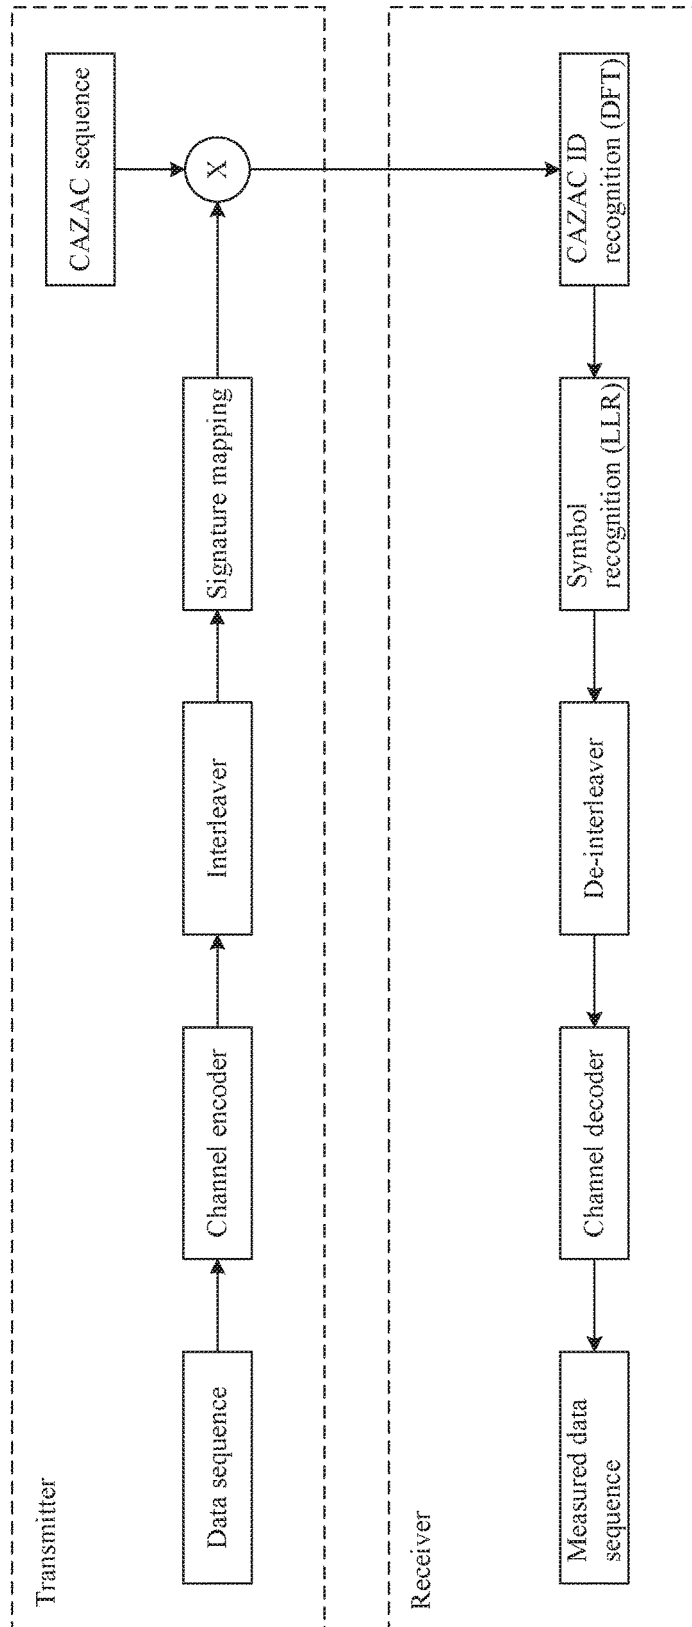 Transmitter
Data sequence
Channel encoder
Interleaver
Signature mapping
CAZAC sequence
X
Receiver
Measured data
sequence
Channel decoder
De-interleaver
Symbol
recognition (LLR)
CAZAC ID
recognition (DFT)